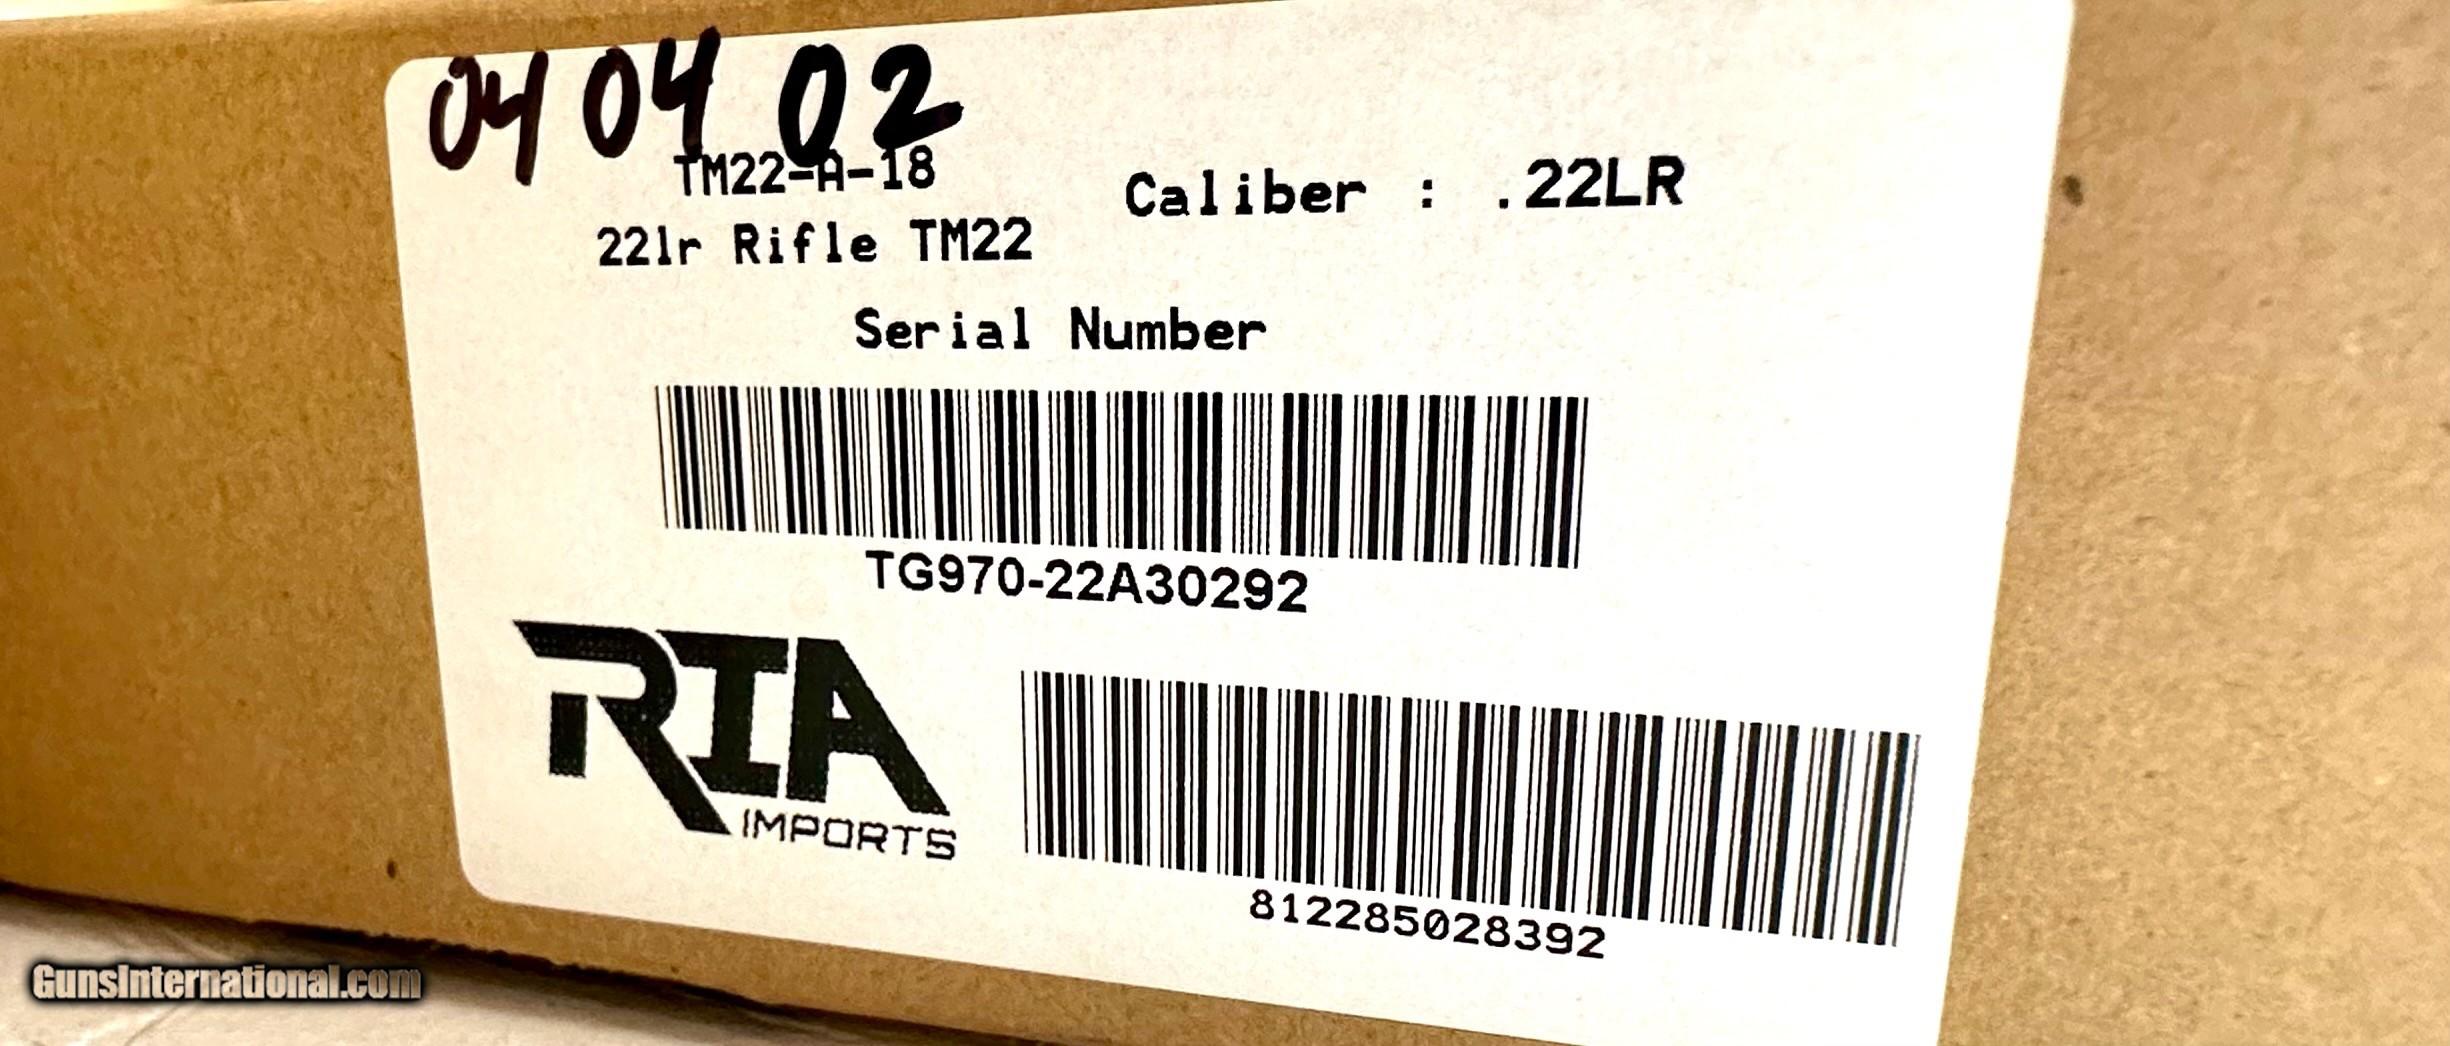 04 04 02
TM22-A-18
Caliber : .22LR
22lr Rifle TM22
Serial Number
TG970-22A30292
RIA
IMPORTS
812285028392
GunsInternational.com